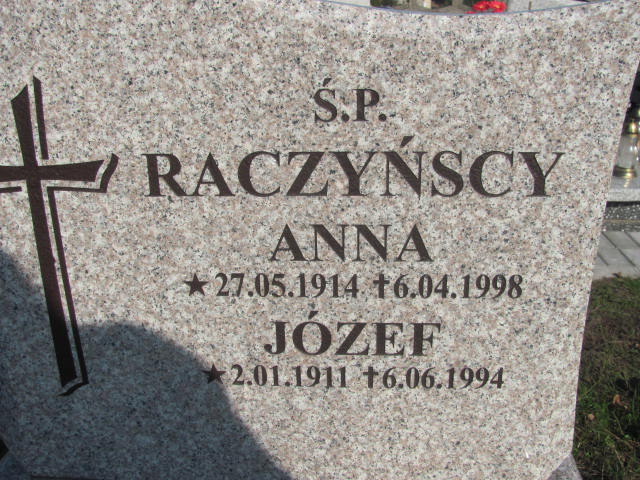 Ś.P.
RACZYŃSCY
ANNA
★27.05.1914 †6.04.1998
JÓZEF
★2.01.1911 †6.06.1994